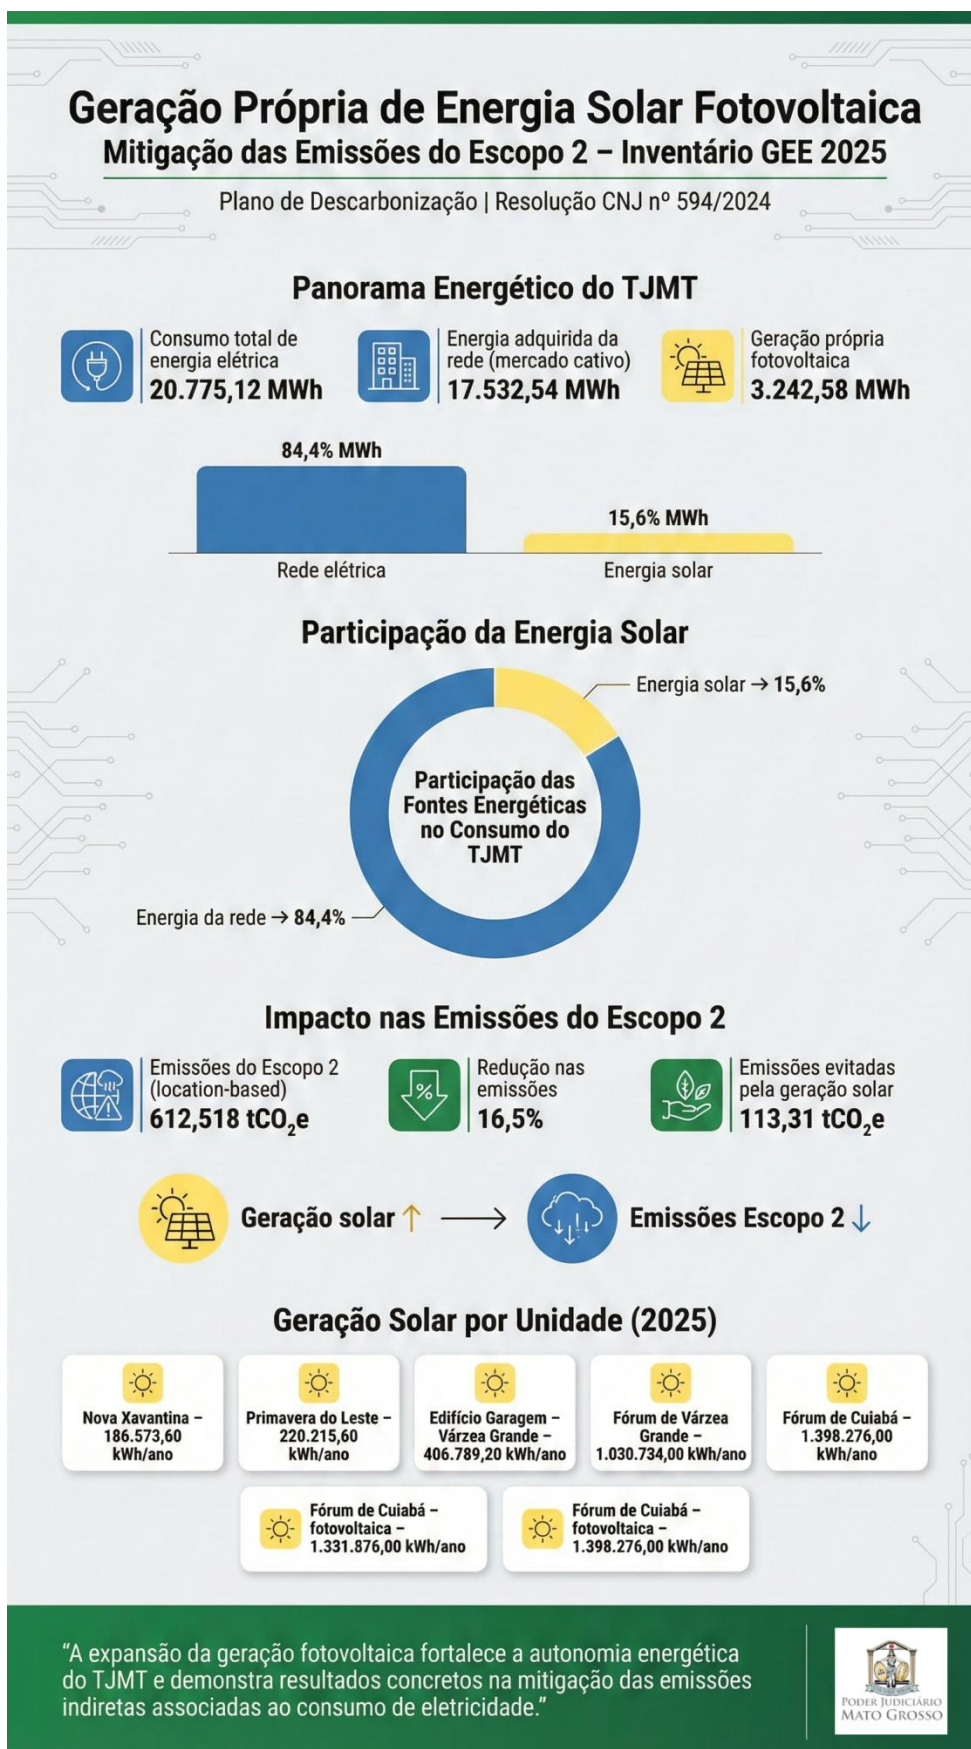 Geração Própria de Energia Solar Fotovoltaica
Mitigação das Emissões do Escopo 2 – Inventário GEE 2025
Plano de Descarbonização | Resolução CNJ nº 594/2024
Panorama Energético do TJMT
Consumo total de
energia elétrica
20.775,12 MWh
Energia adquirida da
rede (mercado cativo)
17.532,54 MWh
Geração própria
fotovoltaica
3.242,58 MWh
84,4% MWh
15,6% MWh
Rede elétrica
Energia solar
Participação da Energia Solar
Energia solar → 15,6%
Participação das
Fontes Energéticas
no Consumo do
TJMT
Energia da rede → 84,4%
Impacto nas Emissões do Escopo 2
Emissões do Escopo 2
(location-based)
612,518 tCO₂e
%
Redução nas
emissões
16,5%
Emissões evitadas
pela geração solar
113,31 tCO₂e
Geração solar ↑
Emissões Escopo 2 ↓
Geração Solar por Unidade (2025)
Nova Xavantina –
186.573,60
kWh/ano
Primavera do Leste –
220.215,60
kWh/ano
Edifício Garagem –
Várzea Grande –
406.789,20 kWh/ano
Fórum de Várzea
Grande –
1.030.734,00 kWh/ano
Fórum de Cuiabá –
1.398.276,00
kWh/ano
Fórum de Cuiabá –
fotovoltaica –
1.331.876,00 kWh/ano
Fórum de Cuiabá –
fotovoltaica –
1.398.276,00 kWh/ano
“A expansão da geração fotovoltaica fortalece a autonomia energética
do TJMT e demonstra resultados concretos na mitigação das emissões
indiretas associadas ao consumo de eletricidade.”
PODER JUDICIÁRIO
MATO GROSSO